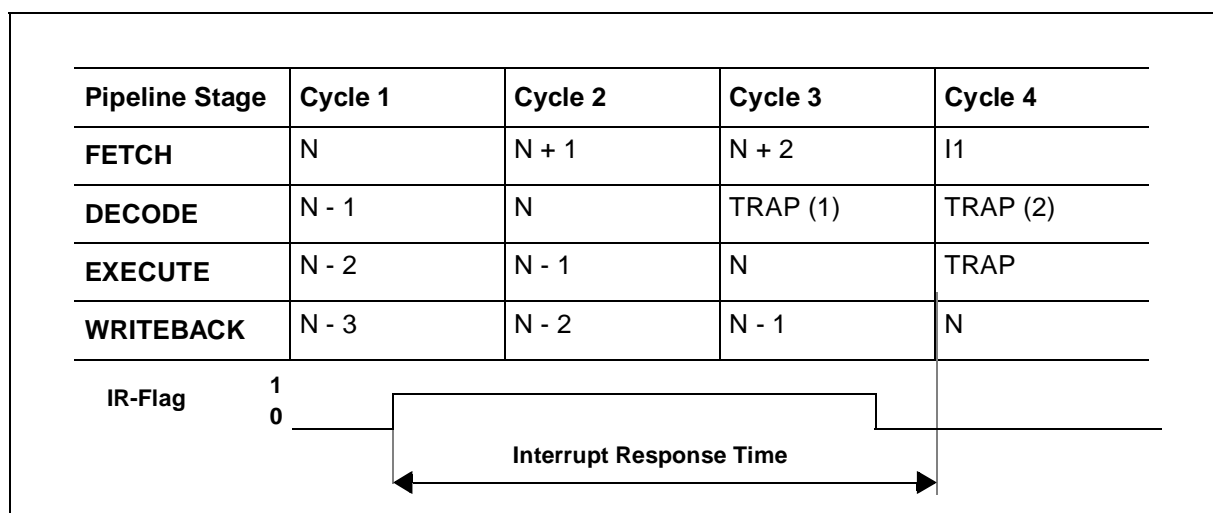 Pipeline Stage Cycle 1 Cycle 2 Cycle 3 Cycle 4
FETCH N N + 1 N + 2 I1
DECODE N - 1 N TRAP (1) TRAP (2)
EXECUTE N - 2 N - 1 N TRAP
WRITEBACK N - 3 N - 2 N - 1 N
IR-Flag 1
0
Interrupt Response Time